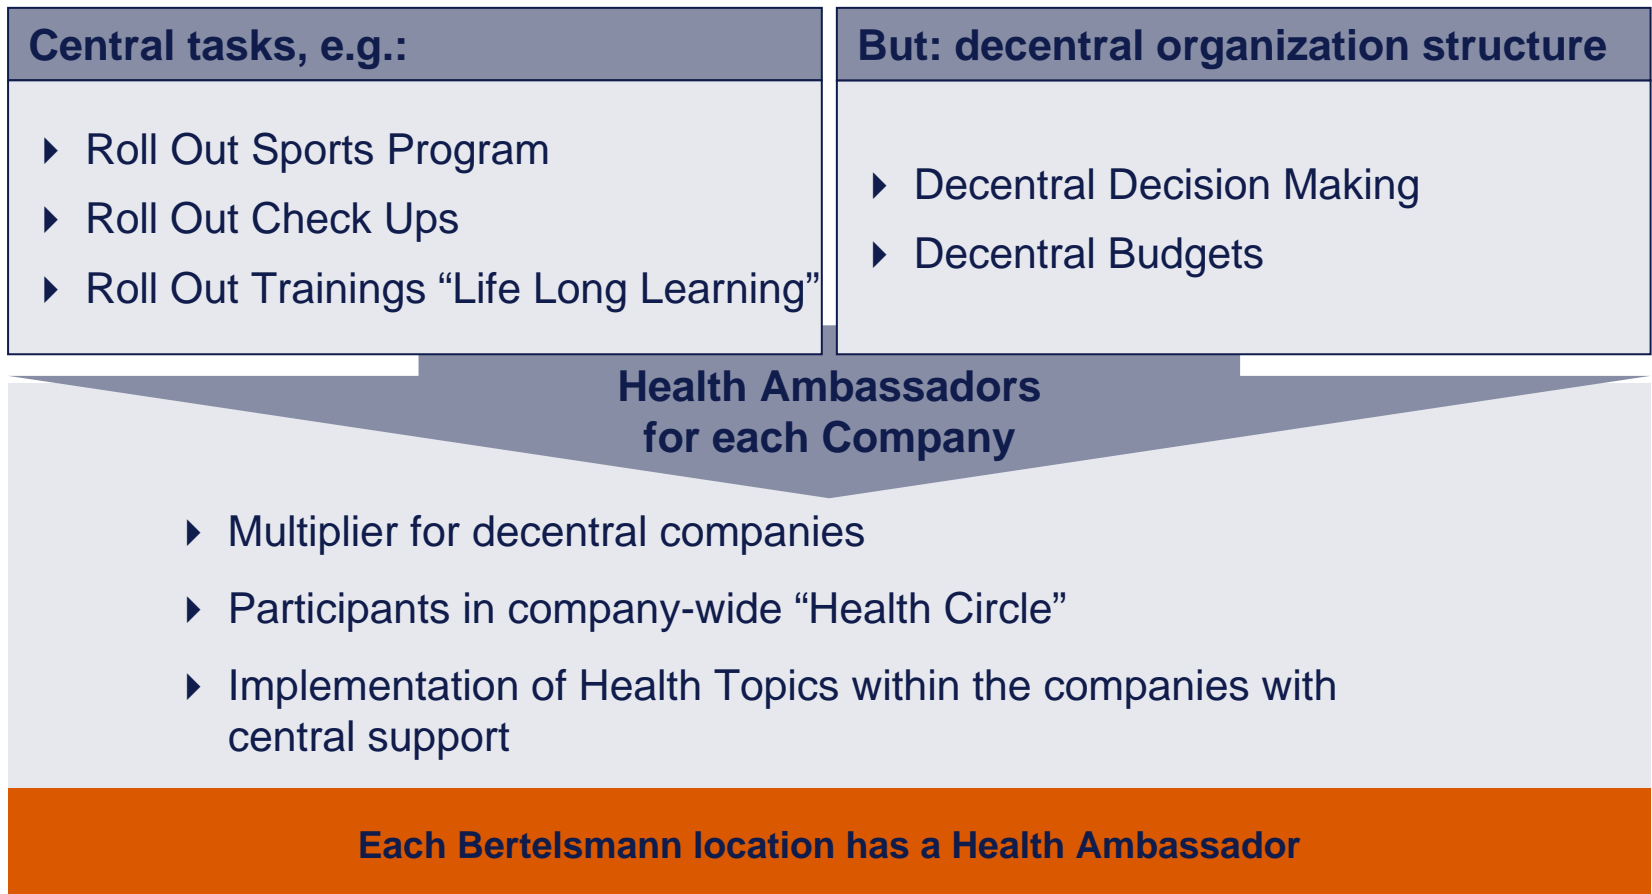 Central tasks, e.g.:
Roll Out Sports Program
Roll Out Check Ups
Roll Out Trainings “Life Long Learning”
But: decentral organization structure
Decentral Decision Making
Decentral Budgets
Health Ambassadors
for each Company
Multiplier for decentral companies
Participants in company-wide “Health Circle”
Implementation of Health Topics within the companies with
central support
Each Bertelsmann location has a Health Ambassador